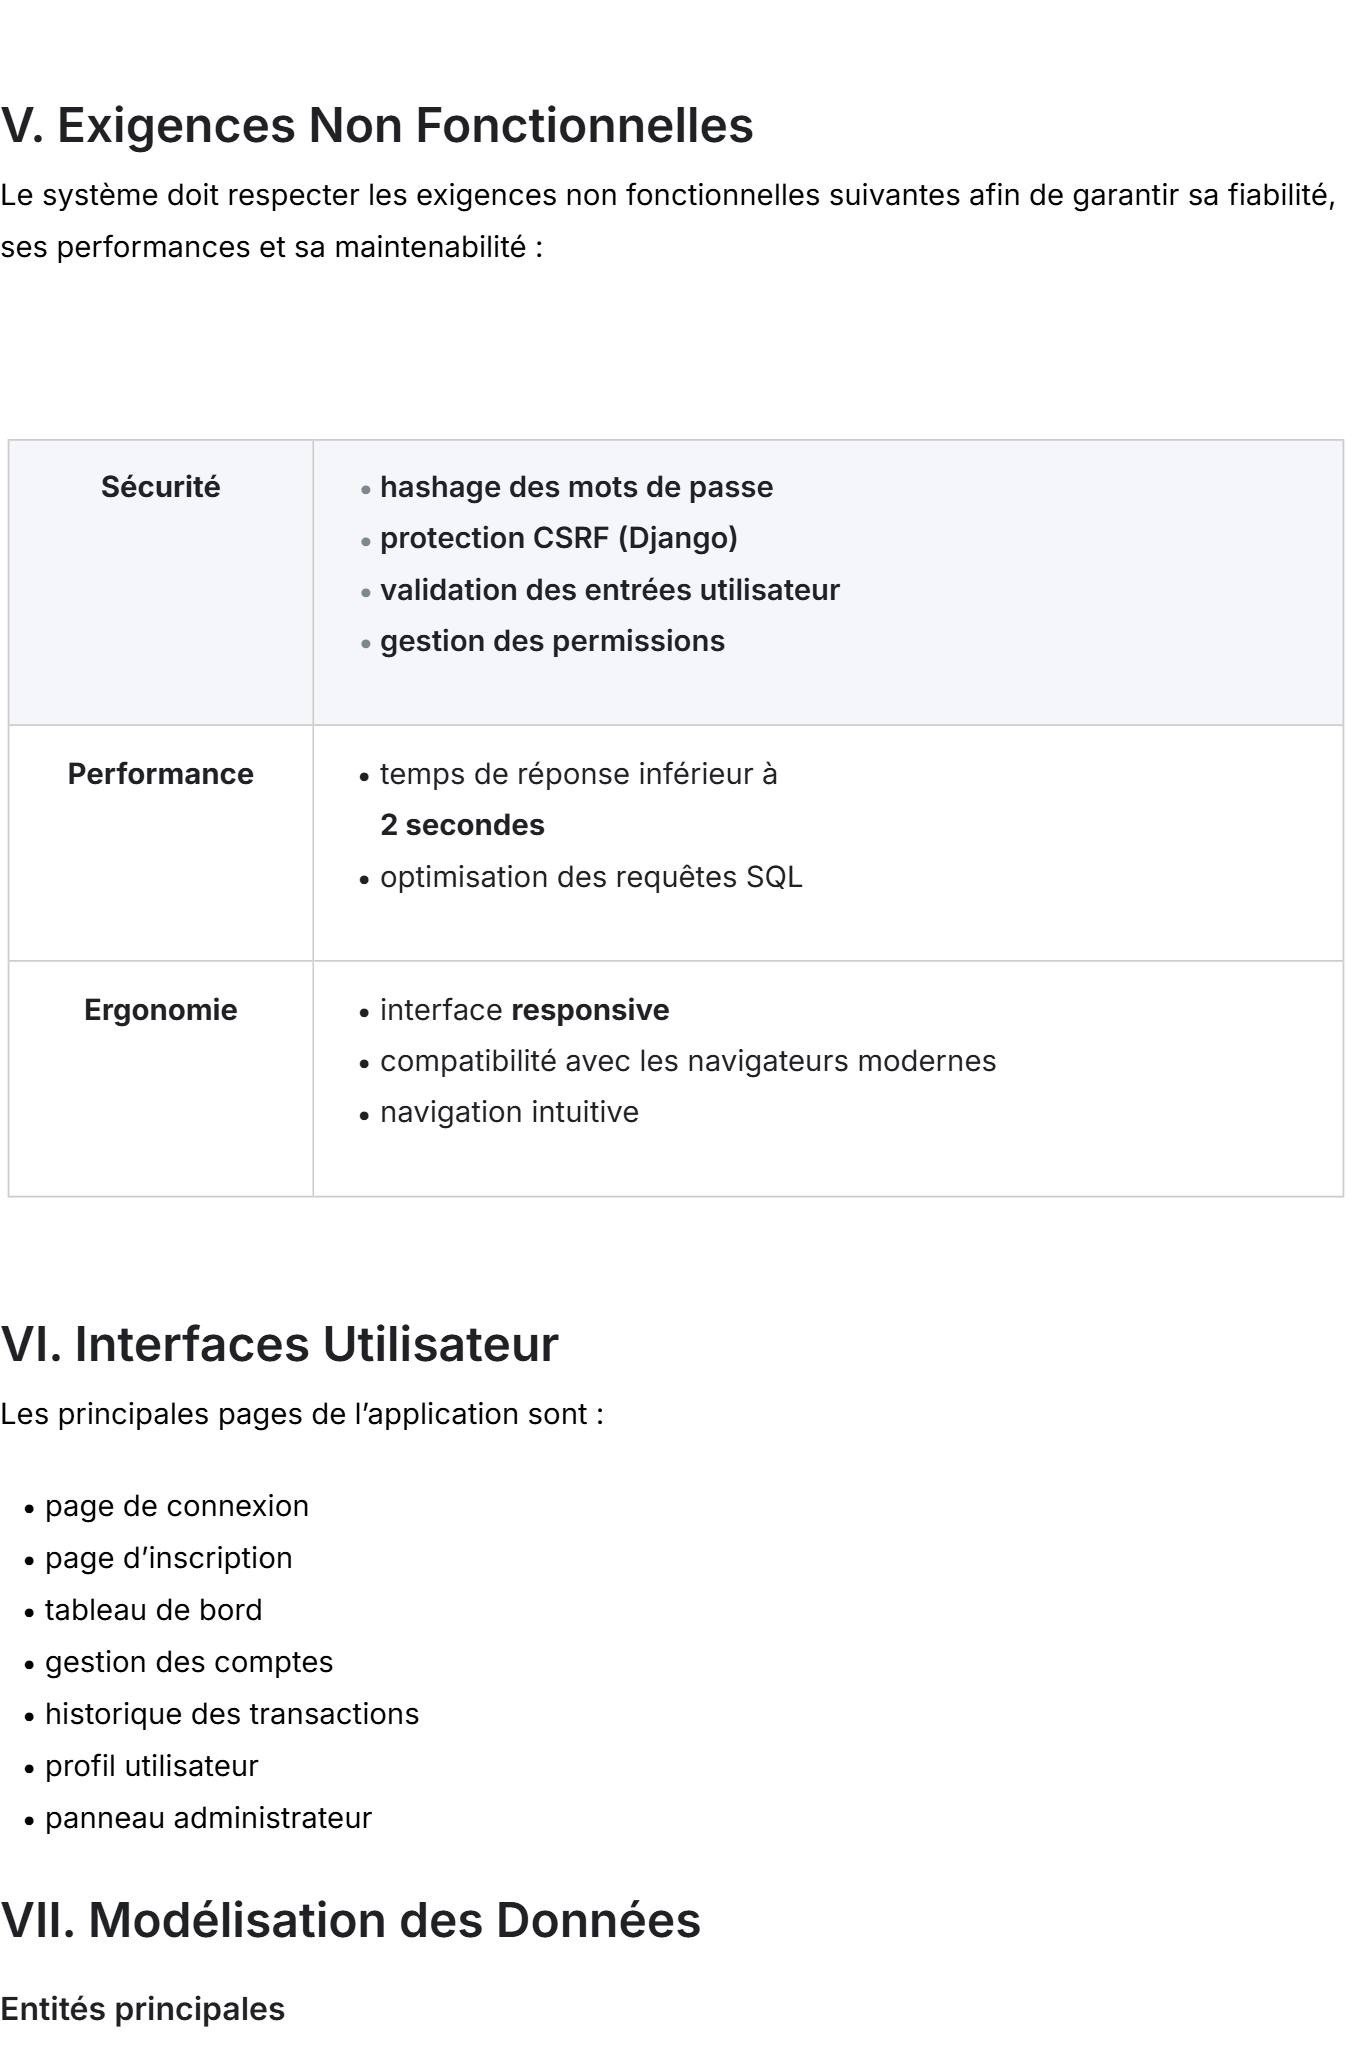 V. Exigences Non Fonctionnelles
Le système doit respecter les exigences non fonctionnelles suivantes afin de garantir sa fiabilité,
ses performances et sa maintenabilité :
Sécurité
• hashage des mots de passe
• protection CSRF (Django)
• validation des entrées utilisateur
• gestion des permissions
Performance
• temps de réponse inférieur à
2 secondes
• optimisation des requêtes SQL
Ergonomie
• interface responsive
• compatibilité avec les navigateurs modernes
• navigation intuitive
VI. Interfaces Utilisateur
Les principales pages de l’application sont :
• page de connexion
• page d’inscription
• tableau de bord
• gestion des comptes
• historique des transactions
• profil utilisateur
• panneau administrateur
VII. Modélisation des Données
Entités principales